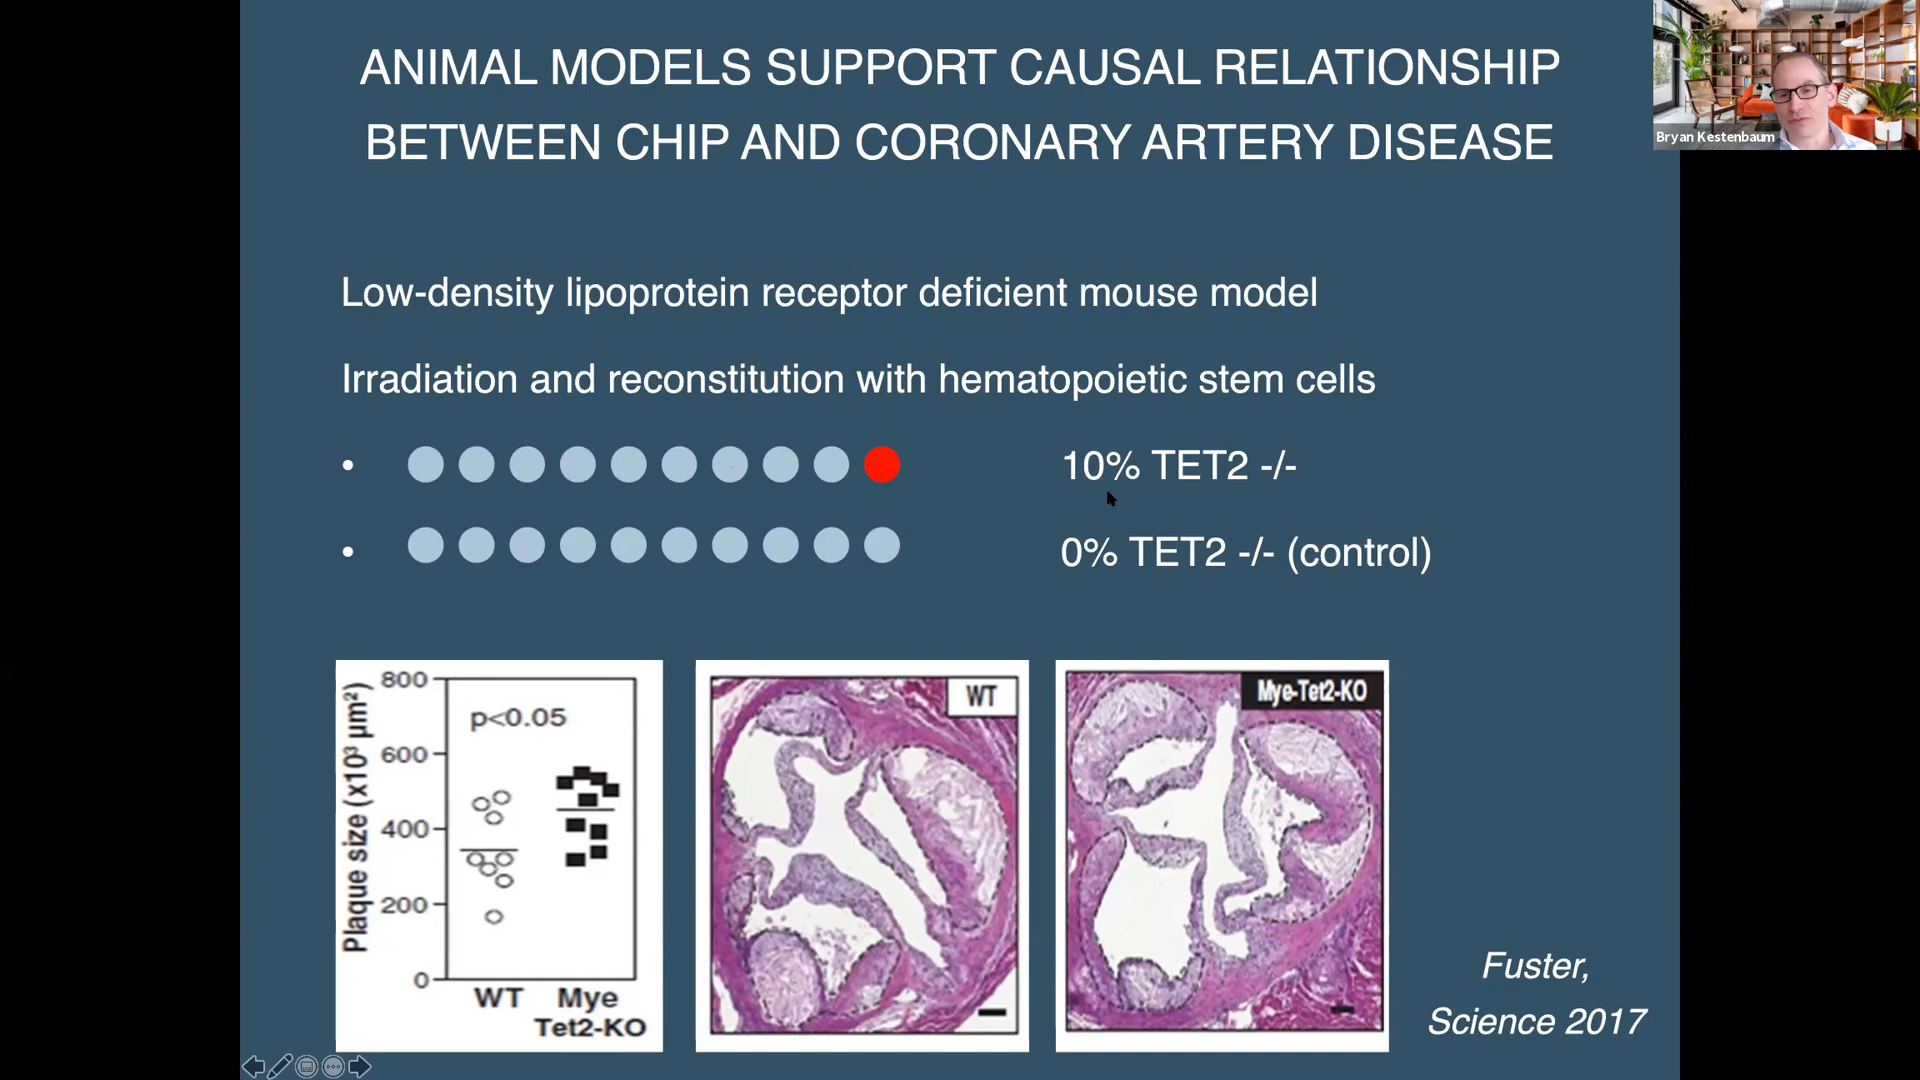 ANIMAL MODELS SUPPORT CAUSAL RELATIONSHIP
BETWEEN CHIP AND CORONARY ARTERY DISEASE
Bryan Kestenbaum
Low-density lipoprotein receptor deficient mouse model
Irradiation and reconstitution with hematopoietic stem cells
• 10% TET2 -/-
• 0% TET2 -/- (control)
Plaque size (x10³ µm²)
800
600
400
200
0
p<0.05
WT
Mye
Tet2-KO
WT
Mye-Tet2-KO
Fuster,
Science 2017